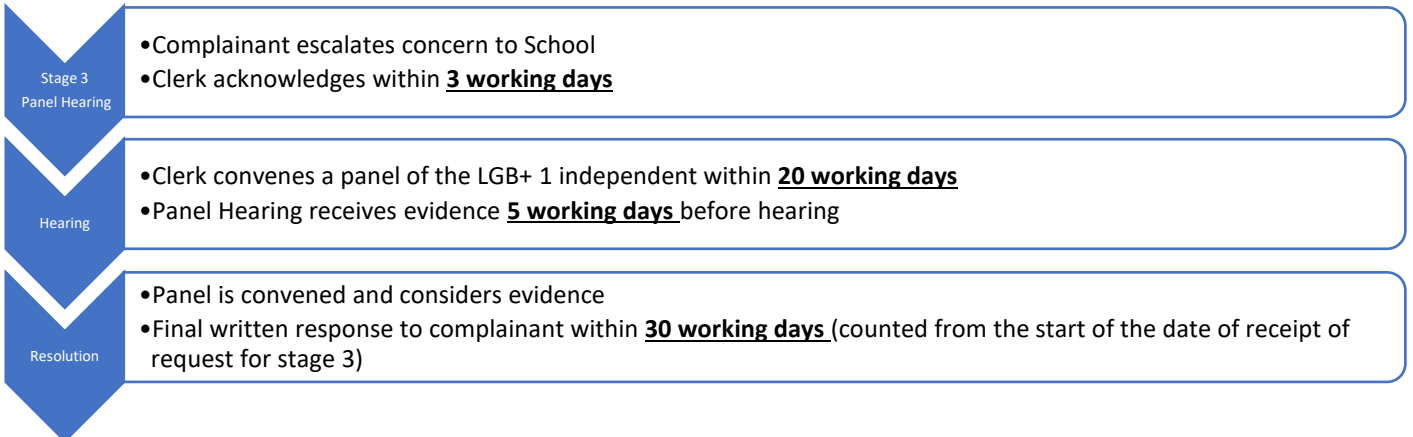 Stage 3
Panel Hearing
•Complainant escalates concern to School
•Clerk acknowledges within 3 working days
Hearing
•Clerk convenes a panel of the LGB+ 1 independent within 20 working days
•Panel Hearing receives evidence 5 working days before hearing
Resolution
•Panel is convened and considers evidence
•Final written response to complainant within 30 working days (counted from the start of the date of receipt of
request for stage 3)